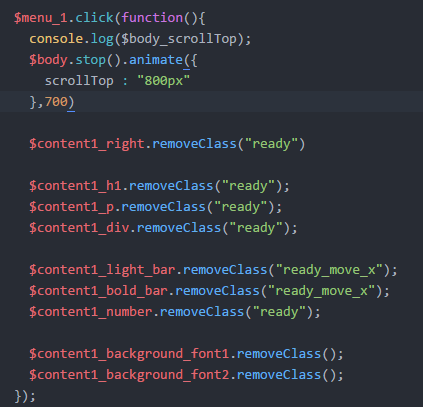 $menu_1.click(function(){
console.log($body_scrollTop);
$body.stop().animate({
scrollTop : "800px"
},700)
$content1_right.removeClass("ready")
$content1_h1.removeClass("ready");
$content1_p.removeClass("ready");
$content1_div.removeClass("ready");
$content1_light_bar.removeClass("ready_move_x");
$content1_bold_bar.removeClass("ready_move_x");
$content1_number.removeClass("ready");
$content1_background_font1.removeClass();
$content1_background_font2.removeClass();
});